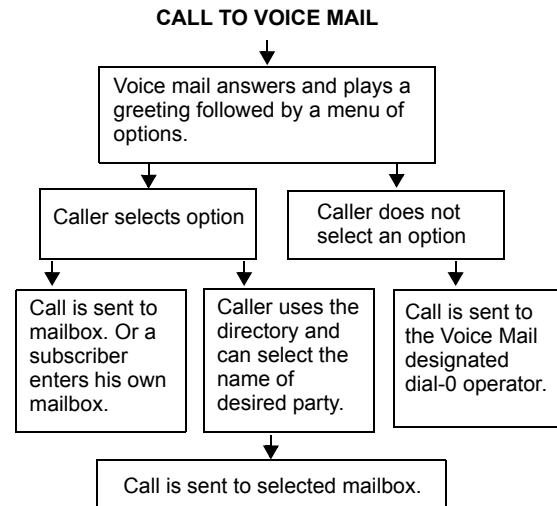 CALL TO VOICE MAIL
Voice mail answers and plays a
greeting followed by a menu of
options.
Caller selects option
Caller does not
select an option
Call is sent to
mailbox. Or a
subscriber
enters his own
mailbox.
Caller uses the
directory and
can select the
name of
desired party.
Call is sent to
the Voice Mail
designated
dial-0 operator.
Call is sent to selected mailbox.